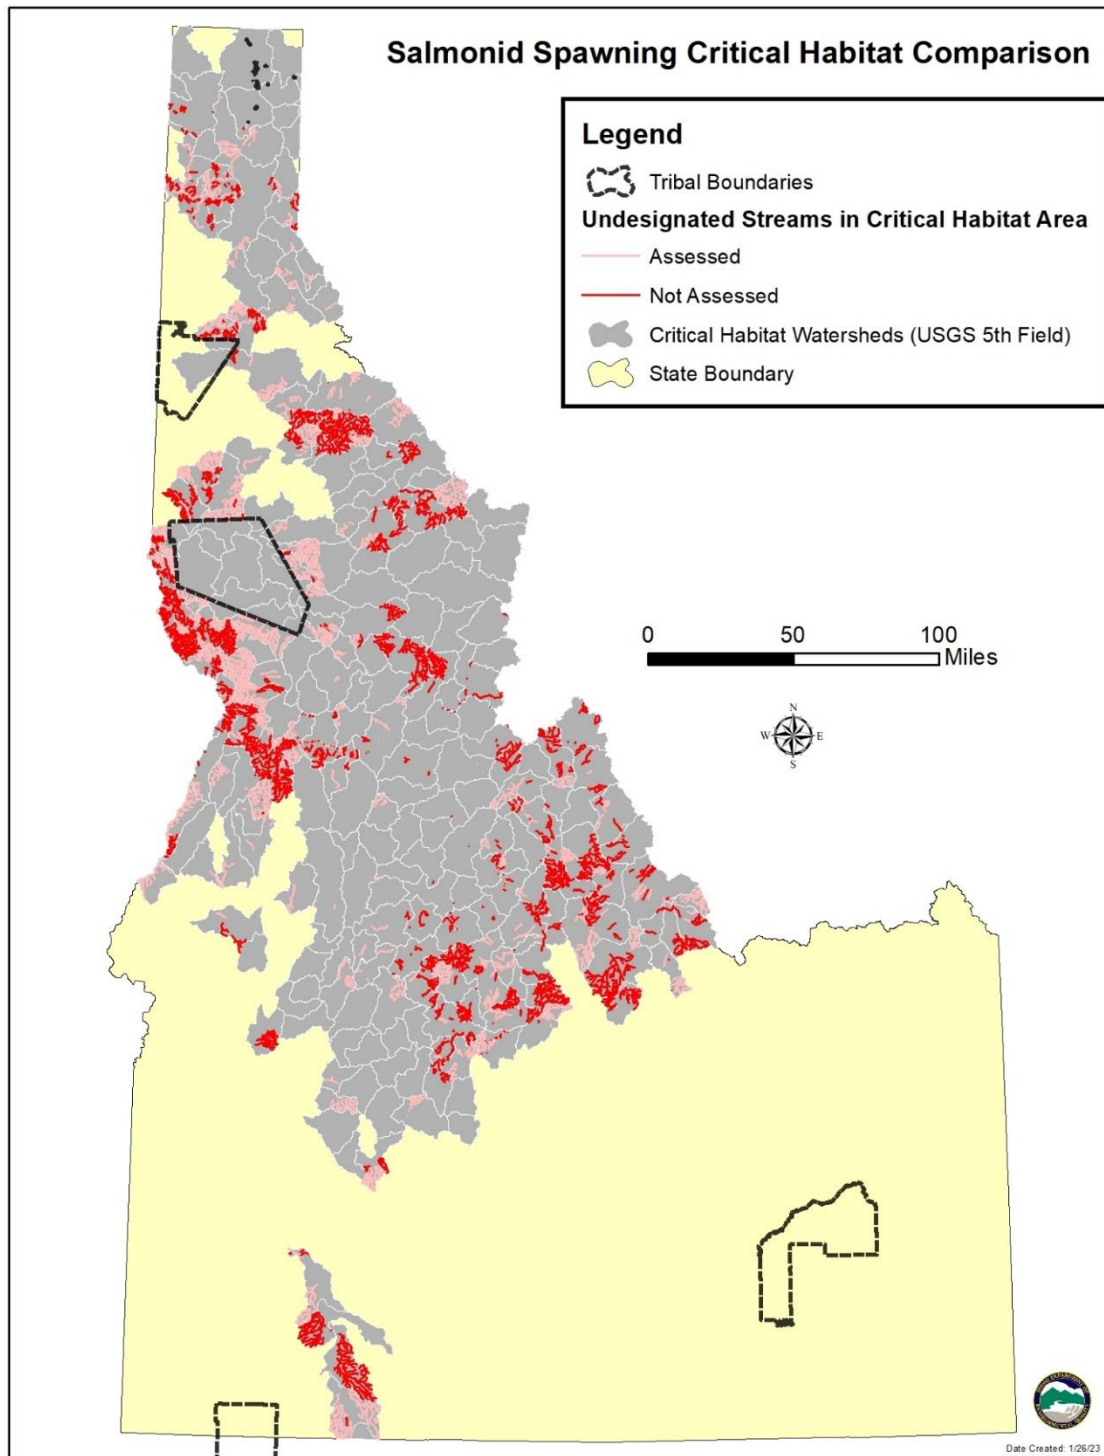 Salmonid Spawning Critical Habitat Comparison
Legend
Tribal Boundaries
Undesignated Streams in Critical Habitat Area
Assessed
Not Assessed
Critical Habitat Watersheds (USGS 5th Field)
State Boundary
0 50 100
Miles
N
W E
S
Date Created: 1/26/23